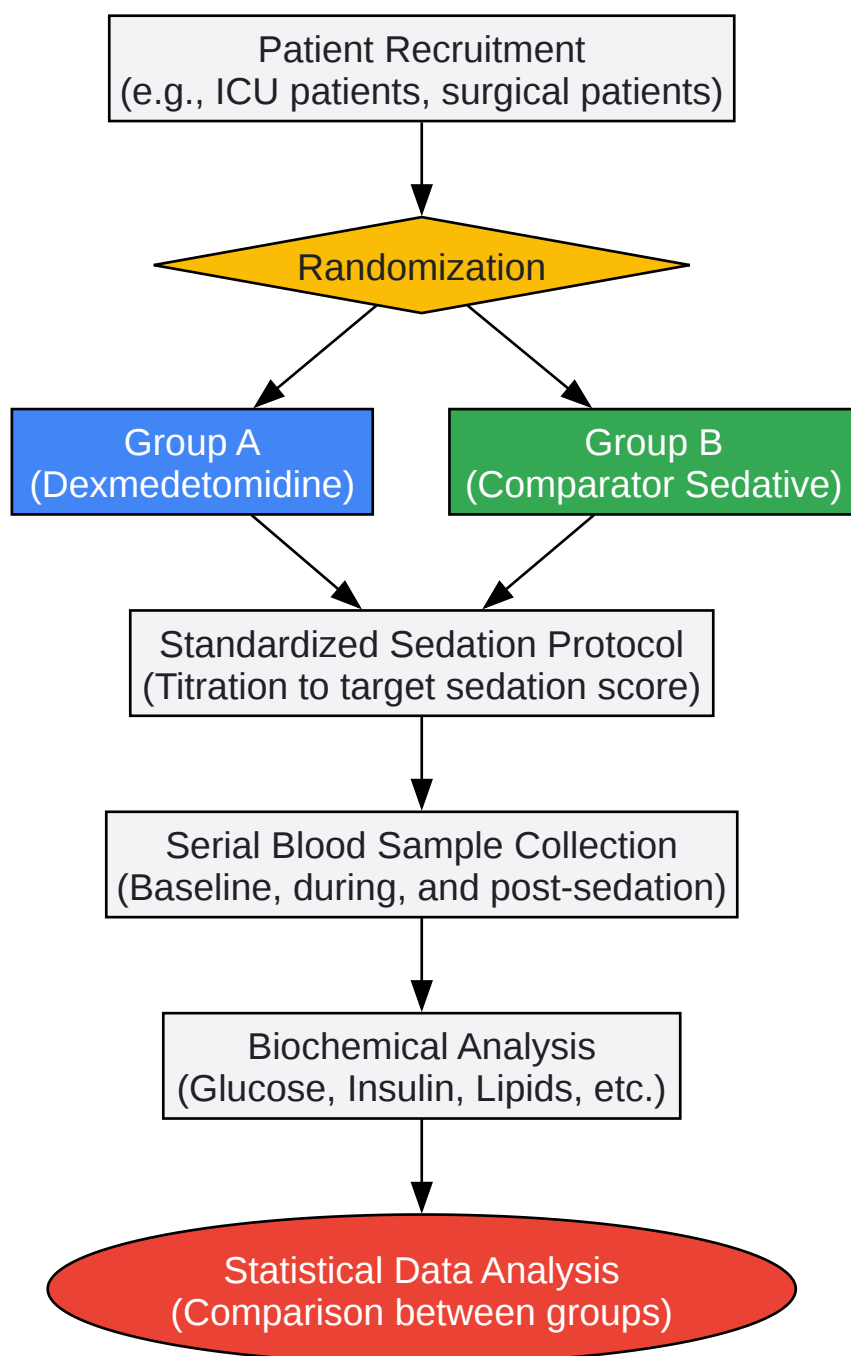 Patient Recruitment
(e.g., ICU patients, surgical patients)
Randomization
Group A
(Dexmedetomidine)
Group B
(Comparator Sedative)
Standardized Sedation Protocol
(Titration to target sedation score)
Serial Blood Sample Collection
(Baseline, during, and post-sedation)
Biochemical Analysis
(Glucose, Insulin, Lipids, etc.)
Statistical Data Analysis
(Comparison between groups)